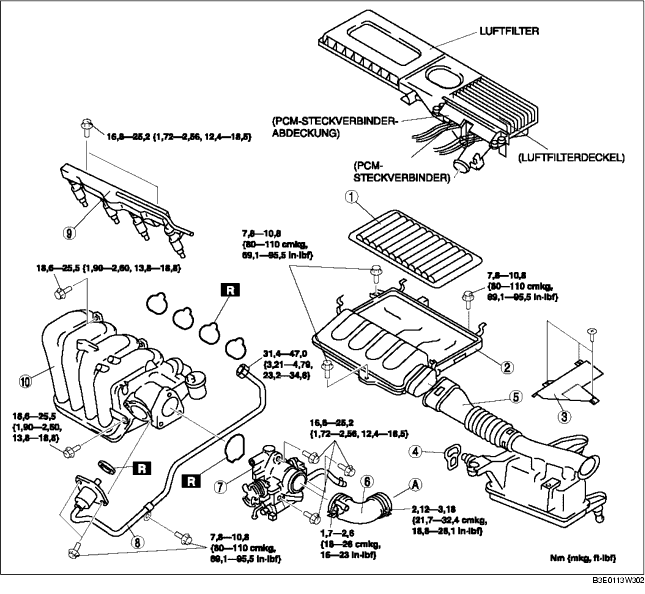 LUFTFILTER
(PCM-STECKVERBINDER-
ABDECKUNG)
(LUFTFILTERDECKEL)
(PCM-
STECKVERBINDER)
16,8—25,2 {1,72—2,56, 12,4—18,5}
9
1
7,8—10,8
{80—110 cmkg,
69,1—95,5 in-lbf}
18,6—25,5 {1,90—2,60, 13,8—18,8}
R
7,8—10,8
{80—110 cmkg,
69,1—95,5 in-lbf}
2
10
31,4—47,0
{3,21—4,79,
23,2—34,6}
5
3
18,6—25,5
{1,90—2,60,
13,8—18,8}
16,8—25,2
{1,72—2,56, 12,4—18,5}
4
R
R
7
6
A
2,12—3,18
{21,7—32,4 cmkg,
18,8—28,1 in-lbf}
8
7,8—10,8
{80—110 cmkg,
69,1—95,5 in-lbf}
1,7—2,6
{18—26 cmkg,
16—23 in-lbf}
Nm {mkg, ft-lbf}
B3E0113W302